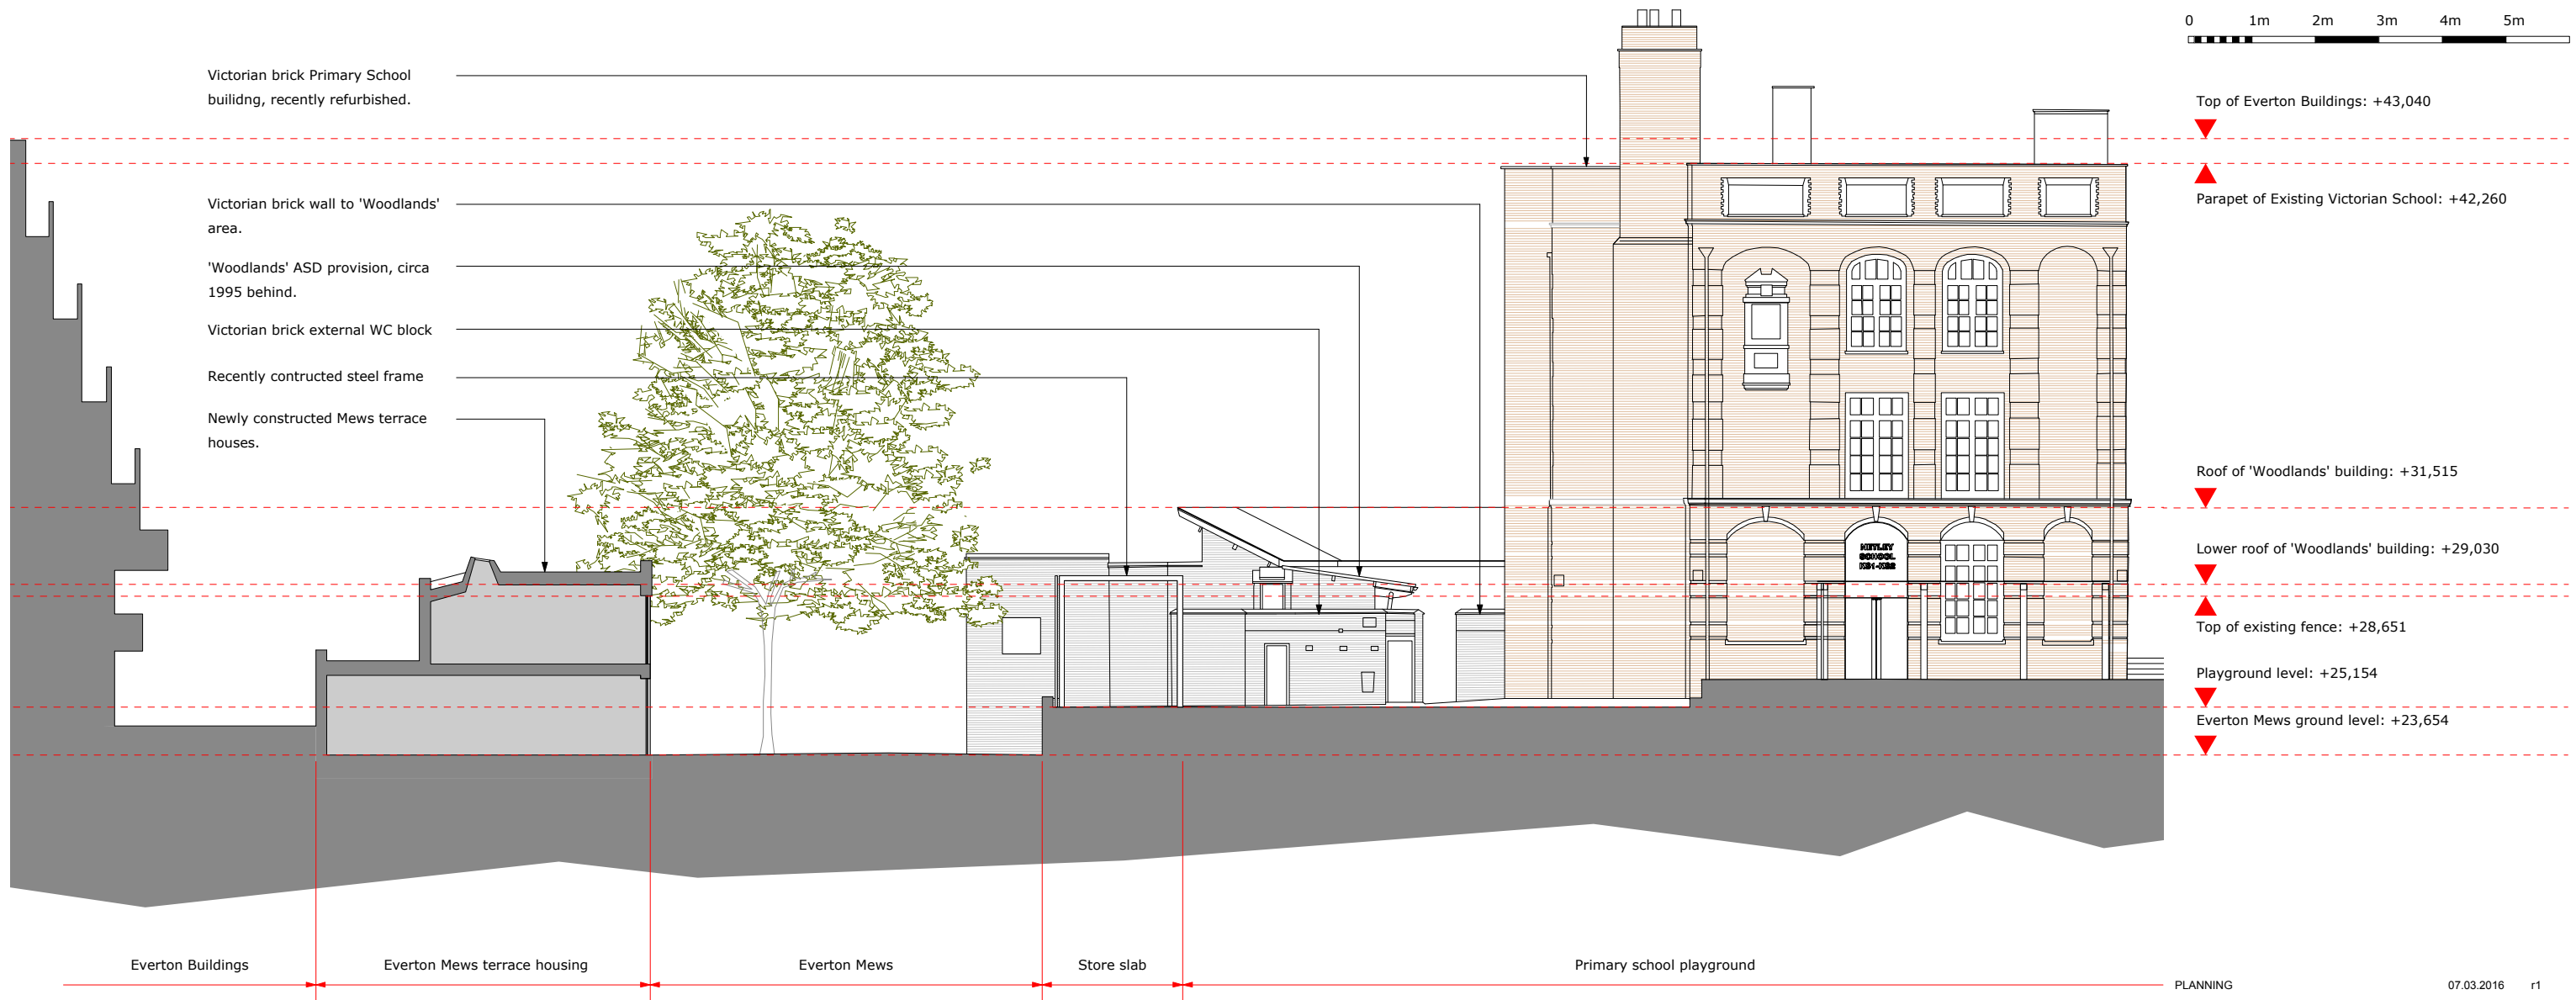 0 1m 2m 3m 4m 5m
Victorian brick Primary School
builidng, recently refurbished.
Top of Everton Buildings: +43,040
Parapet of Existing Victorian School: +42,260
Victorian brick wall to 'Woodlands'
area.
'Woodlands' ASD provision, circa
1995 behind.
Victorian brick external WC block
Recently contructed steel frame
Newly constructed Mews terrace
houses.
Roof of 'Woodlands' building: +31,515
Lower roof of 'Woodlands' building: +29,030
NETLEY
SCHOOL
KS1-KS2
Top of existing fence: +28,651
Playground level: +25,154
Everton Mews ground level: +23,654
Everton Buildings
Everton Mews terrace housing
Everton Mews
Store slab
Primary school playground
PLANNING
07.03.2016 r1